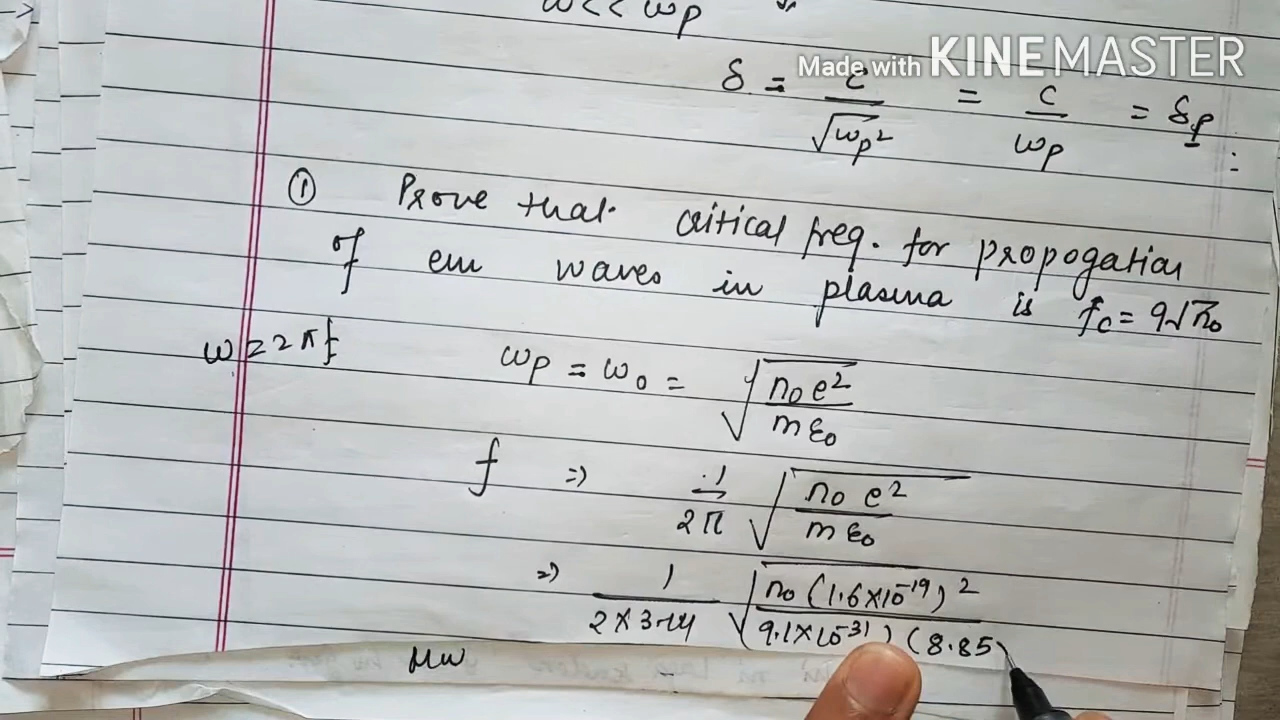 ω << ωp
Made with KINEMASTER
δ = c/√ωp² = c/ωp = δp
① Prove that critical freq. for propogation
of em waves in plasma is fc = 9√n₀
ω = 2πf
ωp = ω₀ = √(n₀e²/mε₀)
f ⇒ 1/2π √(n₀e²/mε₀)
⇒ 1/(2×3.14) √(n₀(1.6×10⁻¹⁹)²/9.1×10⁻³¹)(8.85)